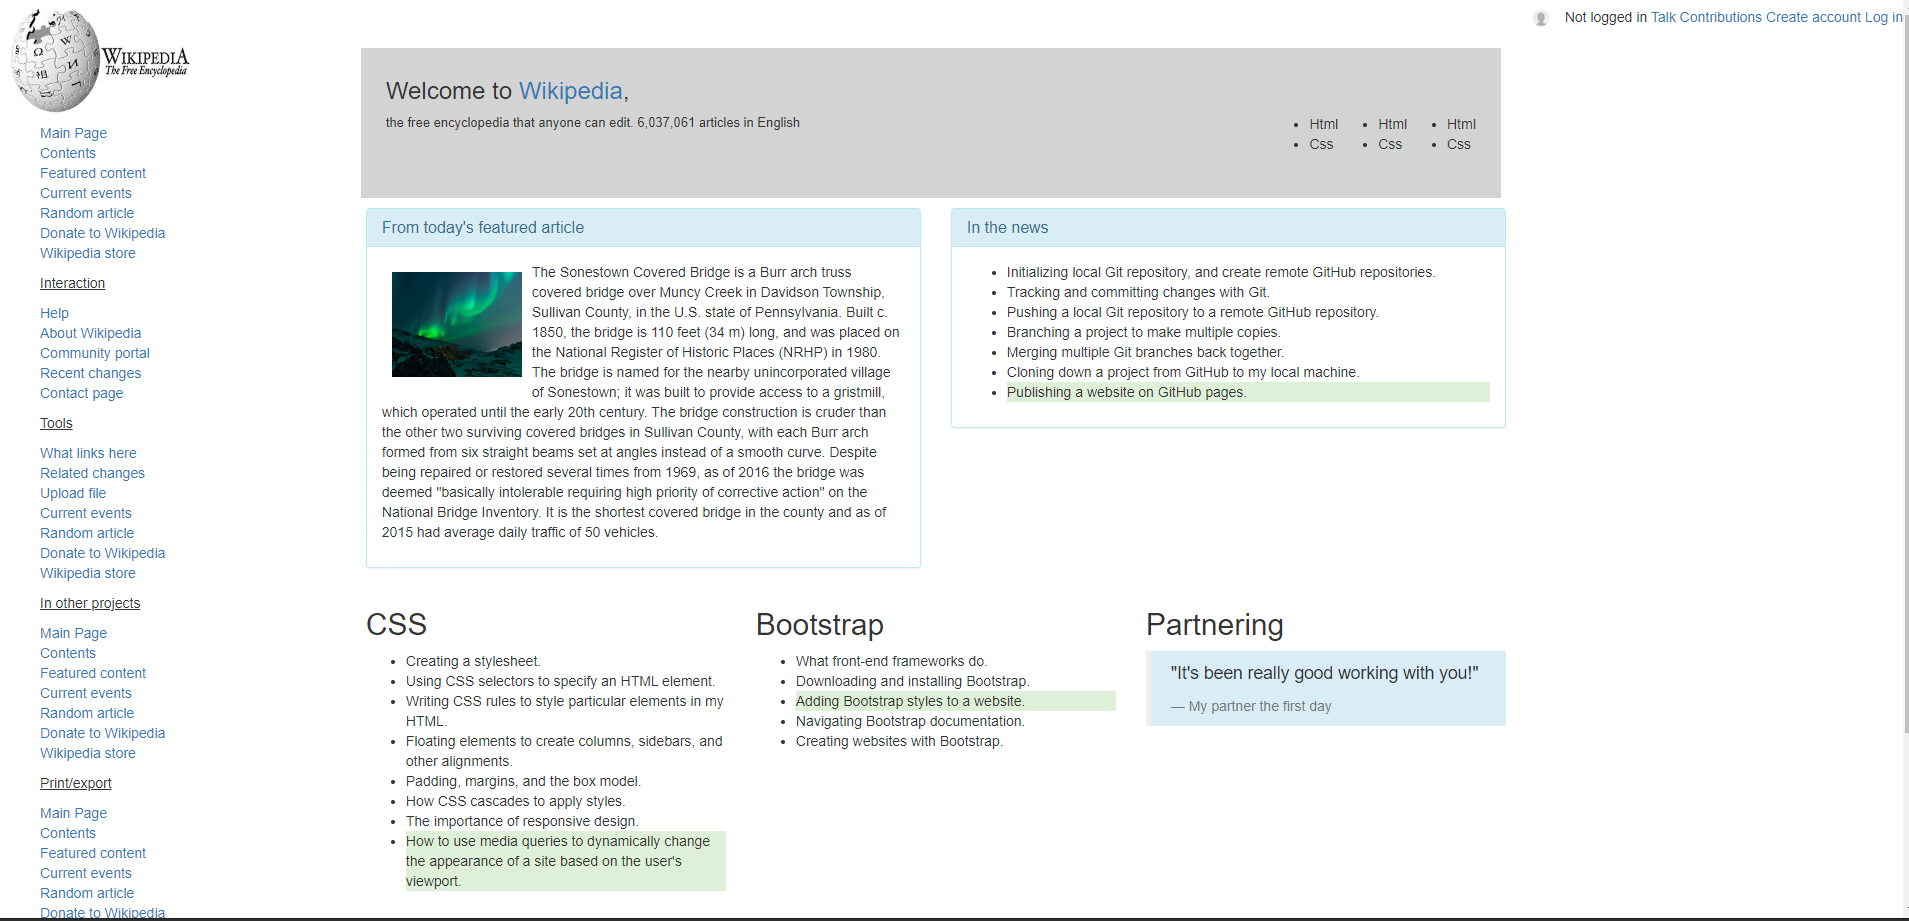 WIKIPEDIA
The Free Encyclopedia
Not logged in Talk Contributions Create account Log in
Main Page
Contents
Featured content
Current events
Random article
Donate to Wikipedia
Wikipedia store
Interaction
Help
About Wikipedia
Community portal
Recent changes
Contact page
Tools
What links here
Related changes
Upload file
Current events
Random article
Donate to Wikipedia
Wikipedia store
In other projects
Main Page
Contents
Featured content
Current events
Random article
Donate to Wikipedia
Wikipedia store
Print/export
Main Page
Contents
Featured content
Current events
Random article
Donate to Wikipedia
Welcome to Wikipedia,
the free encyclopedia that anyone can edit. 6,037,061 articles in English
• Html • Html • Html
• Css • Css • Css
From today's featured article
The Sonestown Covered Bridge is a Burr arch truss
covered bridge over Muncy Creek in Davidson Township,
Sullivan County, in the U.S. state of Pennsylvania. Built c.
1850, the bridge is 110 feet (34 m) long, and was placed on
the National Register of Historic Places (NRHP) in 1980.
The bridge is named for the nearby unincorporated village
of Sonestown; it was built to provide access to a gristmill,
which operated until the early 20th century. The bridge construction is cruder than
the other two surviving covered bridges in Sullivan County, with each Burr arch
formed from six straight beams set at angles instead of a smooth curve. Despite
being repaired or restored several times from 1969, as of 2016 the bridge was
deemed "basically intolerable requiring high priority of corrective action" on the
National Bridge Inventory. It is the shortest covered bridge in the county and as of
2015 had average daily traffic of 50 vehicles.
In the news
• Initializing local Git repository, and create remote GitHub repositories.
• Tracking and committing changes with Git.
• Pushing a local Git repository to a remote GitHub repository.
• Branching a project to make multiple copies.
• Merging multiple Git branches back together.
• Cloning down a project from GitHub to my local machine.
• Publishing a website on GitHub pages.
CSS
• Creating a stylesheet.
• Using CSS selectors to specify an HTML element.
• Writing CSS rules to style particular elements in my
HTML.
• Floating elements to create columns, sidebars, and
other alignments.
• Padding, margins, and the box model.
• How CSS cascades to apply styles.
• The importance of responsive design.
• How to use media queries to dynamically change
the appearance of a site based on the user's
viewport.
Bootstrap
• What front-end frameworks do.
• Downloading and installing Bootstrap.
• Adding Bootstrap styles to a website.
• Navigating Bootstrap documentation.
• Creating websites with Bootstrap.
Partnering
"It's been really good working with you!"
— My partner the first day